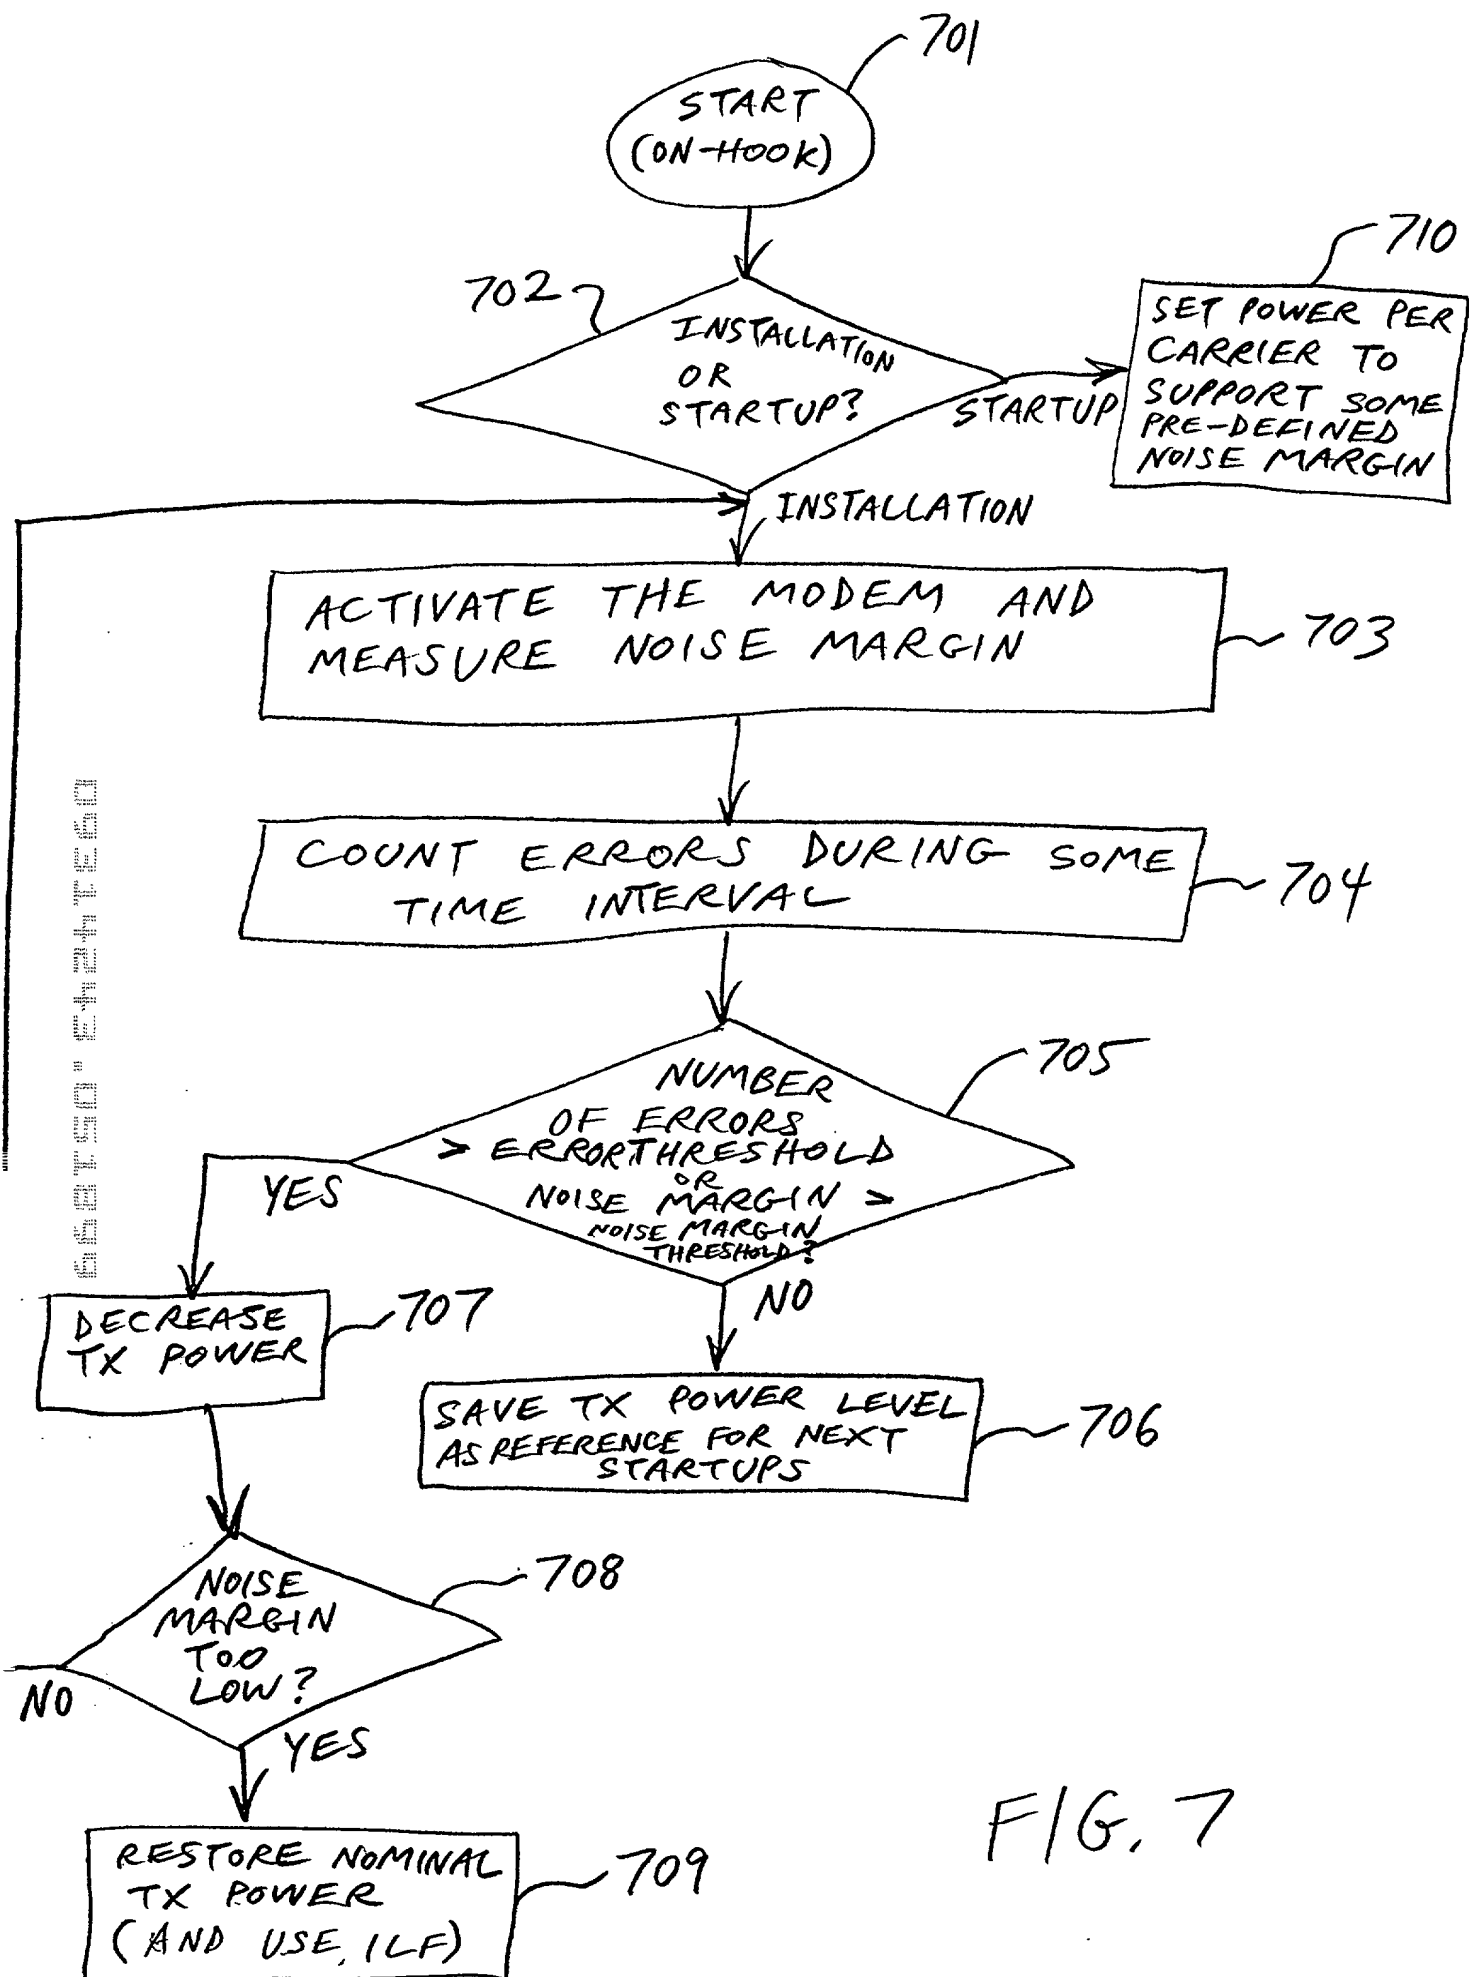 701
START
(ON-HOOK)
710
702
INSTALLATION
OR
STARTUP?
STARTUP
SET POWER PER
CARRIER TO
SUPPORT SOME
PRE-DEFINED
NOISE MARGIN
INSTALLATION
ACTIVATE THE MODEM AND
MEASURE NOISE MARGIN
703
COUNT ERRORS DURING SOME
TIME INTERVAL
704
705
NUMBER
OF ERRORS
> ERROR THRESHOLD
OR
NOISE MARGIN >
NOISE MARGIN
THRESHOLD?
YES
NO
DECREASE
TX POWER
707
SAVE TX POWER LEVEL
AS REFERENCE FOR NEXT
STARTUPS
706
708
NOISE
MARGIN
TOO
LOW?
NO
YES
RESTORE NOMINAL
TX POWER
(AND USE ILF)
709
FIG. 7